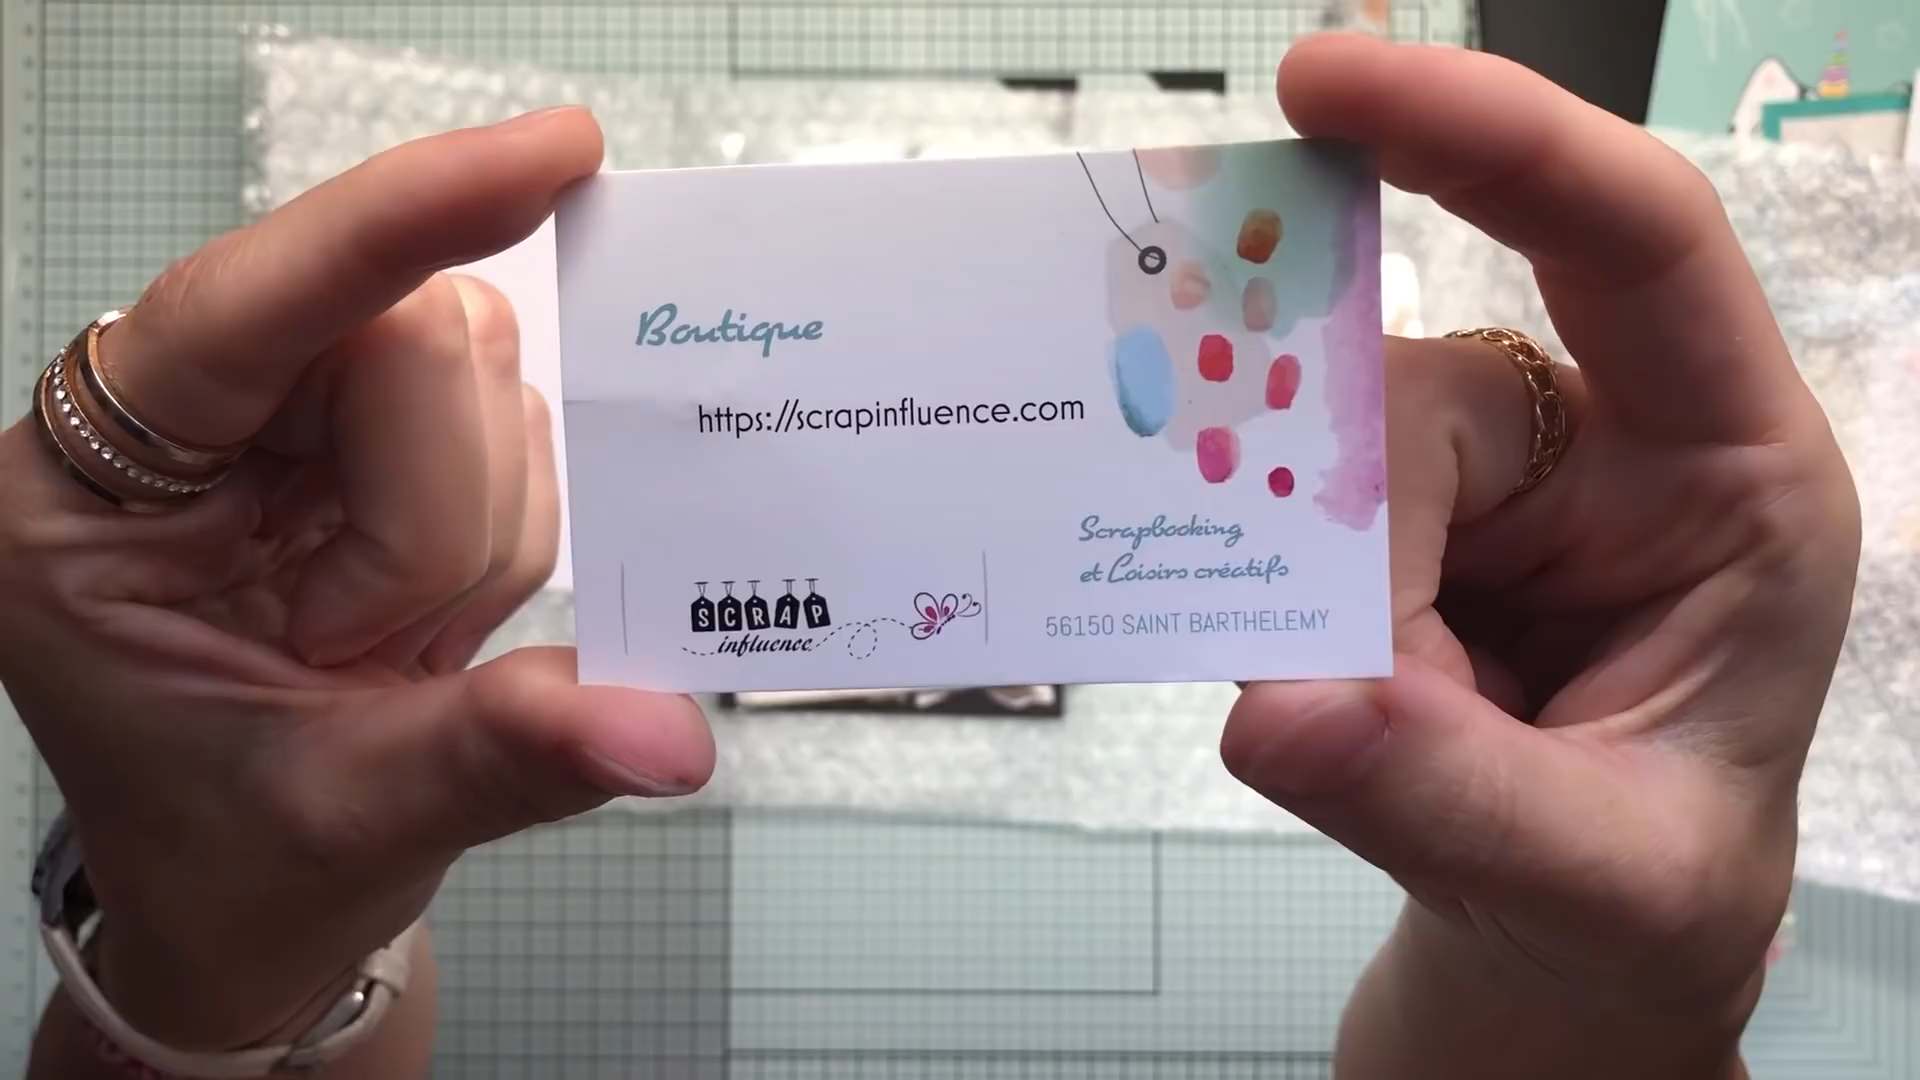 Boutique
https://scrapinfluence.com
Scrapbooking
et Loisirs créatifs
56150 SAINT BARTHELEMY
SCRAP
influence